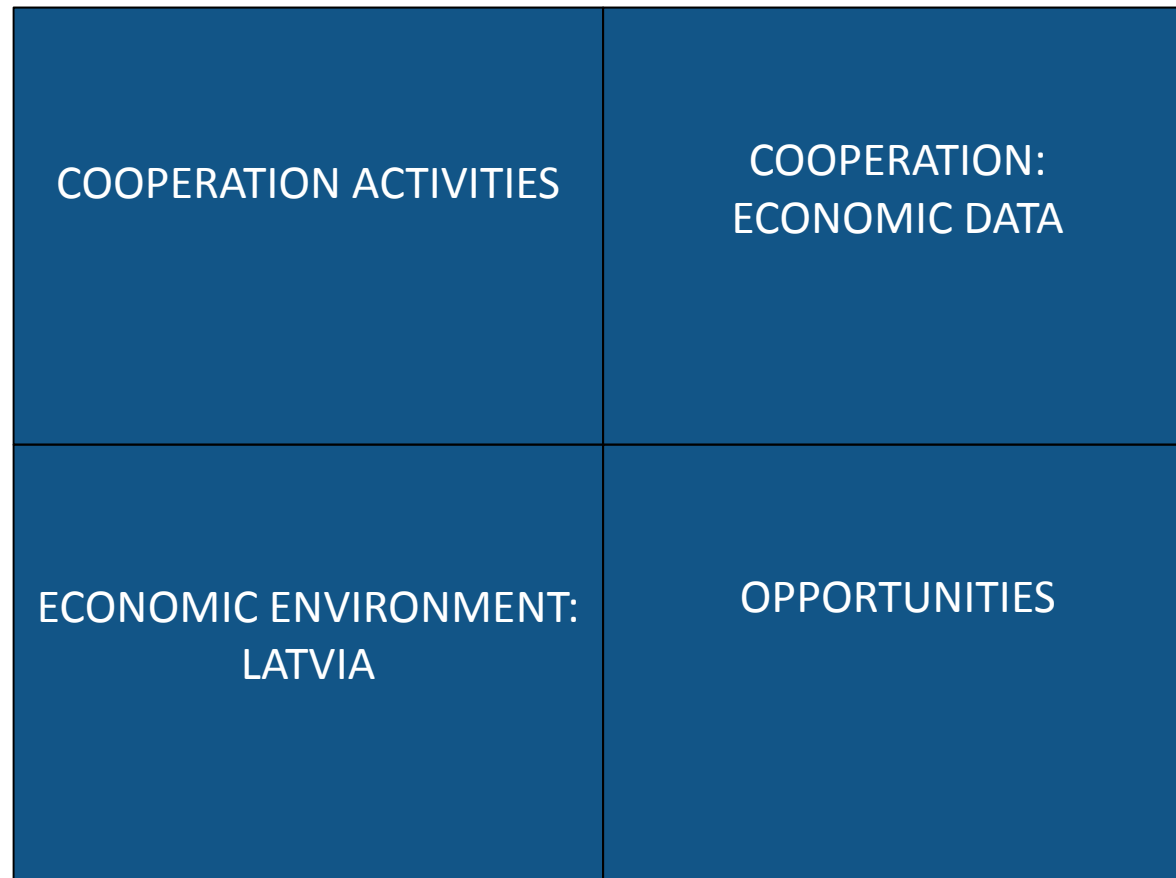 COOPERATION ACTIVITIES
COOPERATION:
ECONOMIC DATA
ECONOMIC ENVIRONMENT:
LATVIA
OPPORTUNITIES